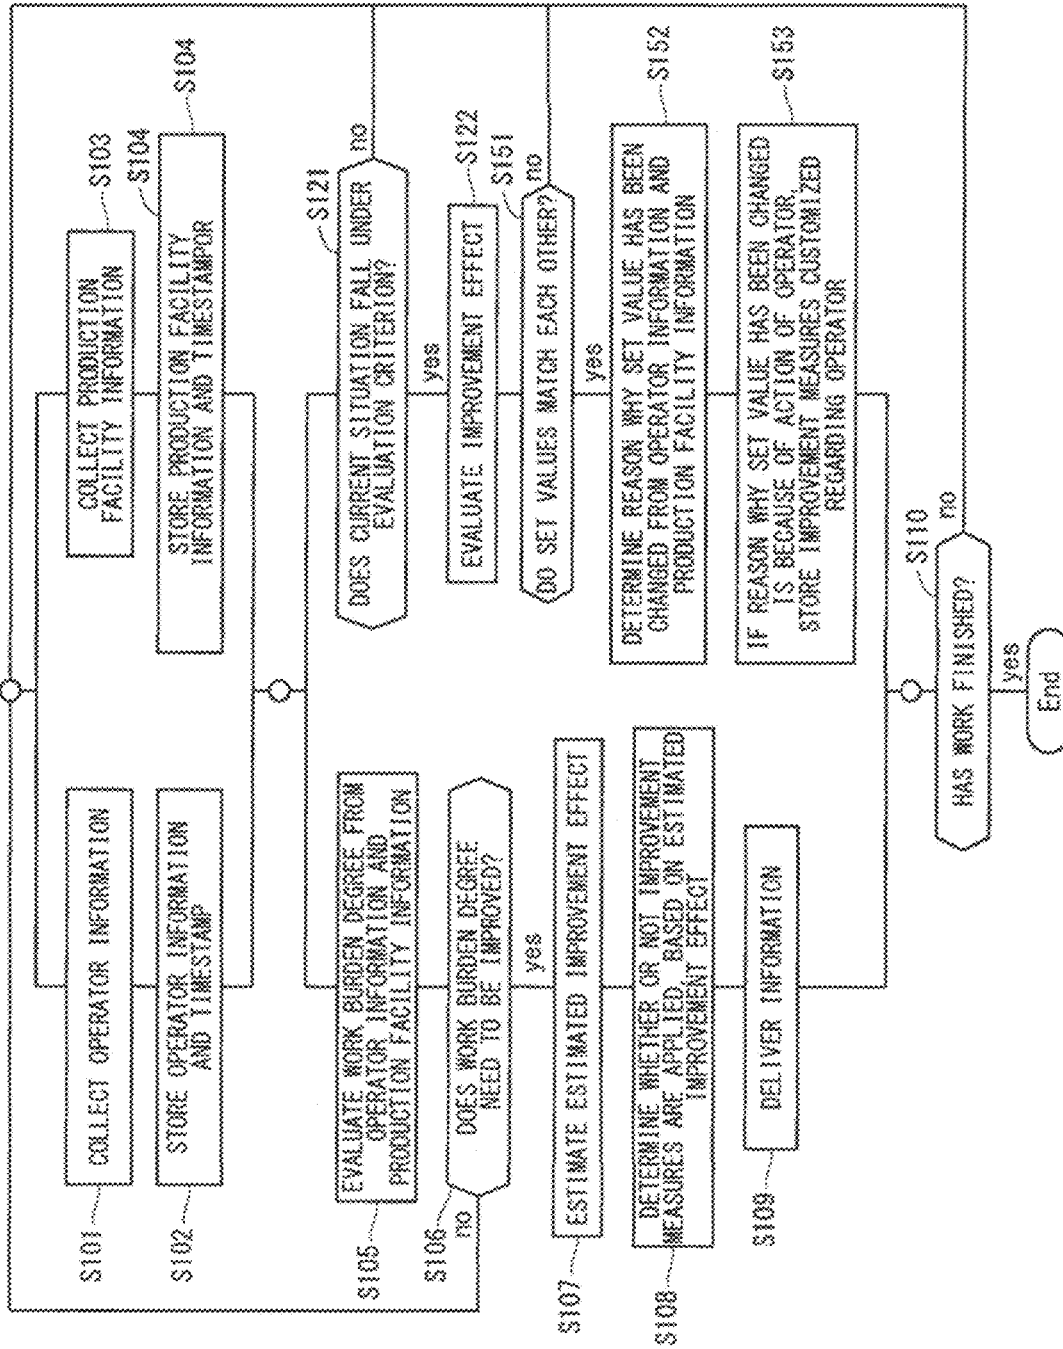 S101
COLLECT OPERATOR INFORMATION
S102
STORE OPERATOR INFORMATION
AND TIMESTAMP
S103
COLLECT PRODUCTION
FACILITY INFORMATION
S104
S104
STORE PRODUCTION FACILITY
INFORMATION AND TIMESTAMPOR
S105
EVALUATE WORK BURDEN DEGREE FROM
OPERATOR INFORMATION AND
PRODUCTION FACILITY INFORMATION
S106
no
DOES WORK BURDEN DEGREE
NEED TO BE IMPROVED?
yes
S107
ESTIMATE ESTIMATED IMPROVEMENT EFFECT
S108
DETERMINE WHETHER OR NOT IMPROVEMENT
MEASURES ARE APPLIED, BASED ON ESTIMATED
IMPROVEMENT EFFECT
S109
DELIVER INFORMATION
S121
no
DOES CURRENT SITUATION FALL UNDER
EVALUATION CRITERION?
yes
S122
EVALUATE IMPROVEMENT EFFECT
S151
no
DO SET VALUES MATCH EACH OTHER?
yes
S152
DETERMINE REASON WHY SET VALUE HAS BEEN
CHANGED FROM OPERATOR INFORMATION AND
PRODUCTION FACILITY INFORMATION
S153
IF REASON WHY SET VALUE HAS BEEN CHANGED
IS BECAUSE OF ACTION OF OPERATOR,
STORE IMPROVEMENT MEASURES CUSTOMIZED
REGARDING OPERATOR
S110
no
HAS WORK FINISHED?
yes
End